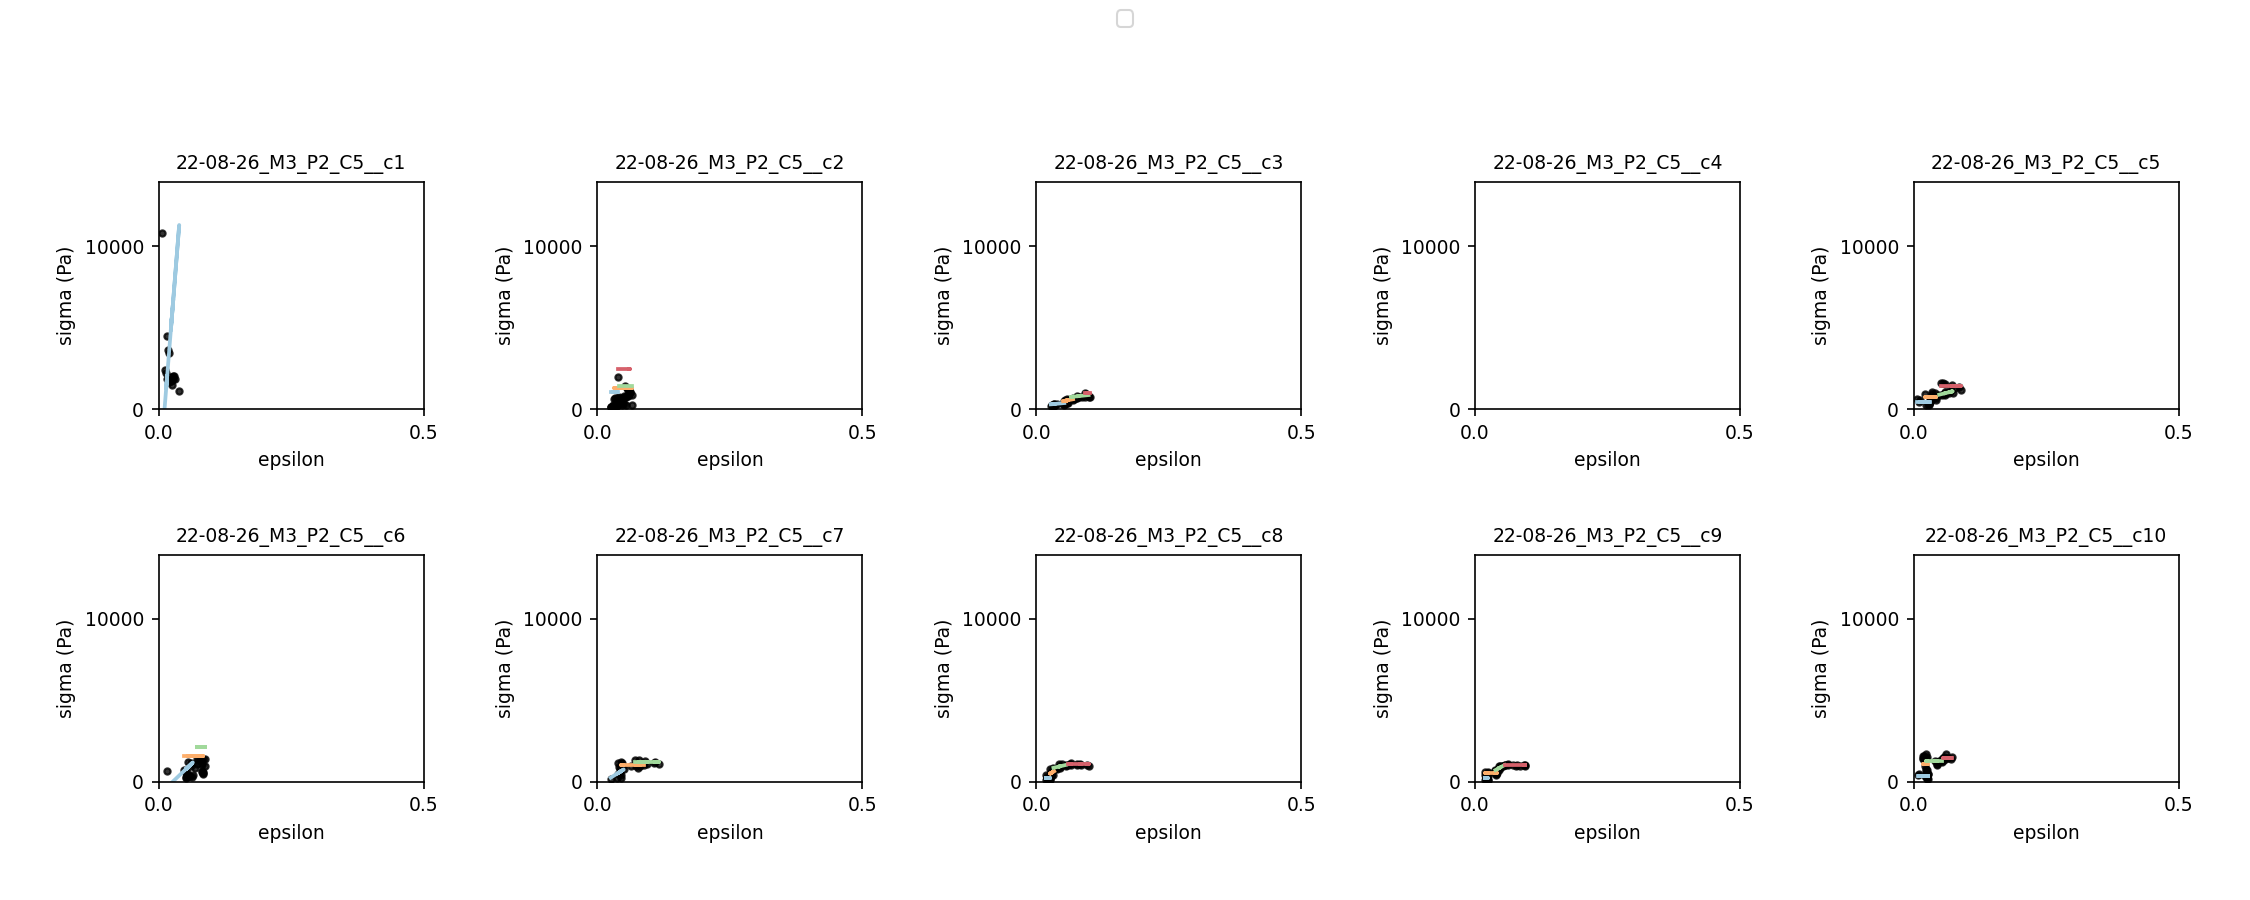 22-08-26_M3_P2_C5__c1
22-08-26_M3_P2_C5__c2
22-08-26_M3_P2_C5__c3
22-08-26_M3_P2_C5__c4
22-08-26_M3_P2_C5__c5
sigma (Pa)
10000
0
0.0
0.5
epsilon
sigma (Pa)
10000
0
0.0
0.5
epsilon
sigma (Pa)
10000
0
0.0
0.5
epsilon
sigma (Pa)
10000
0
0.0
0.5
epsilon
sigma (Pa)
10000
0
0.0
0.5
epsilon
22-08-26_M3_P2_C5__c6
22-08-26_M3_P2_C5__c7
22-08-26_M3_P2_C5__c8
22-08-26_M3_P2_C5__c9
22-08-26_M3_P2_C5__c10
sigma (Pa)
10000
0
0.0
0.5
epsilon
sigma (Pa)
10000
0
0.0
0.5
epsilon
sigma (Pa)
10000
0
0.0
0.5
epsilon
sigma (Pa)
10000
0
0.0
0.5
epsilon
sigma (Pa)
10000
0
0.0
0.5
epsilon